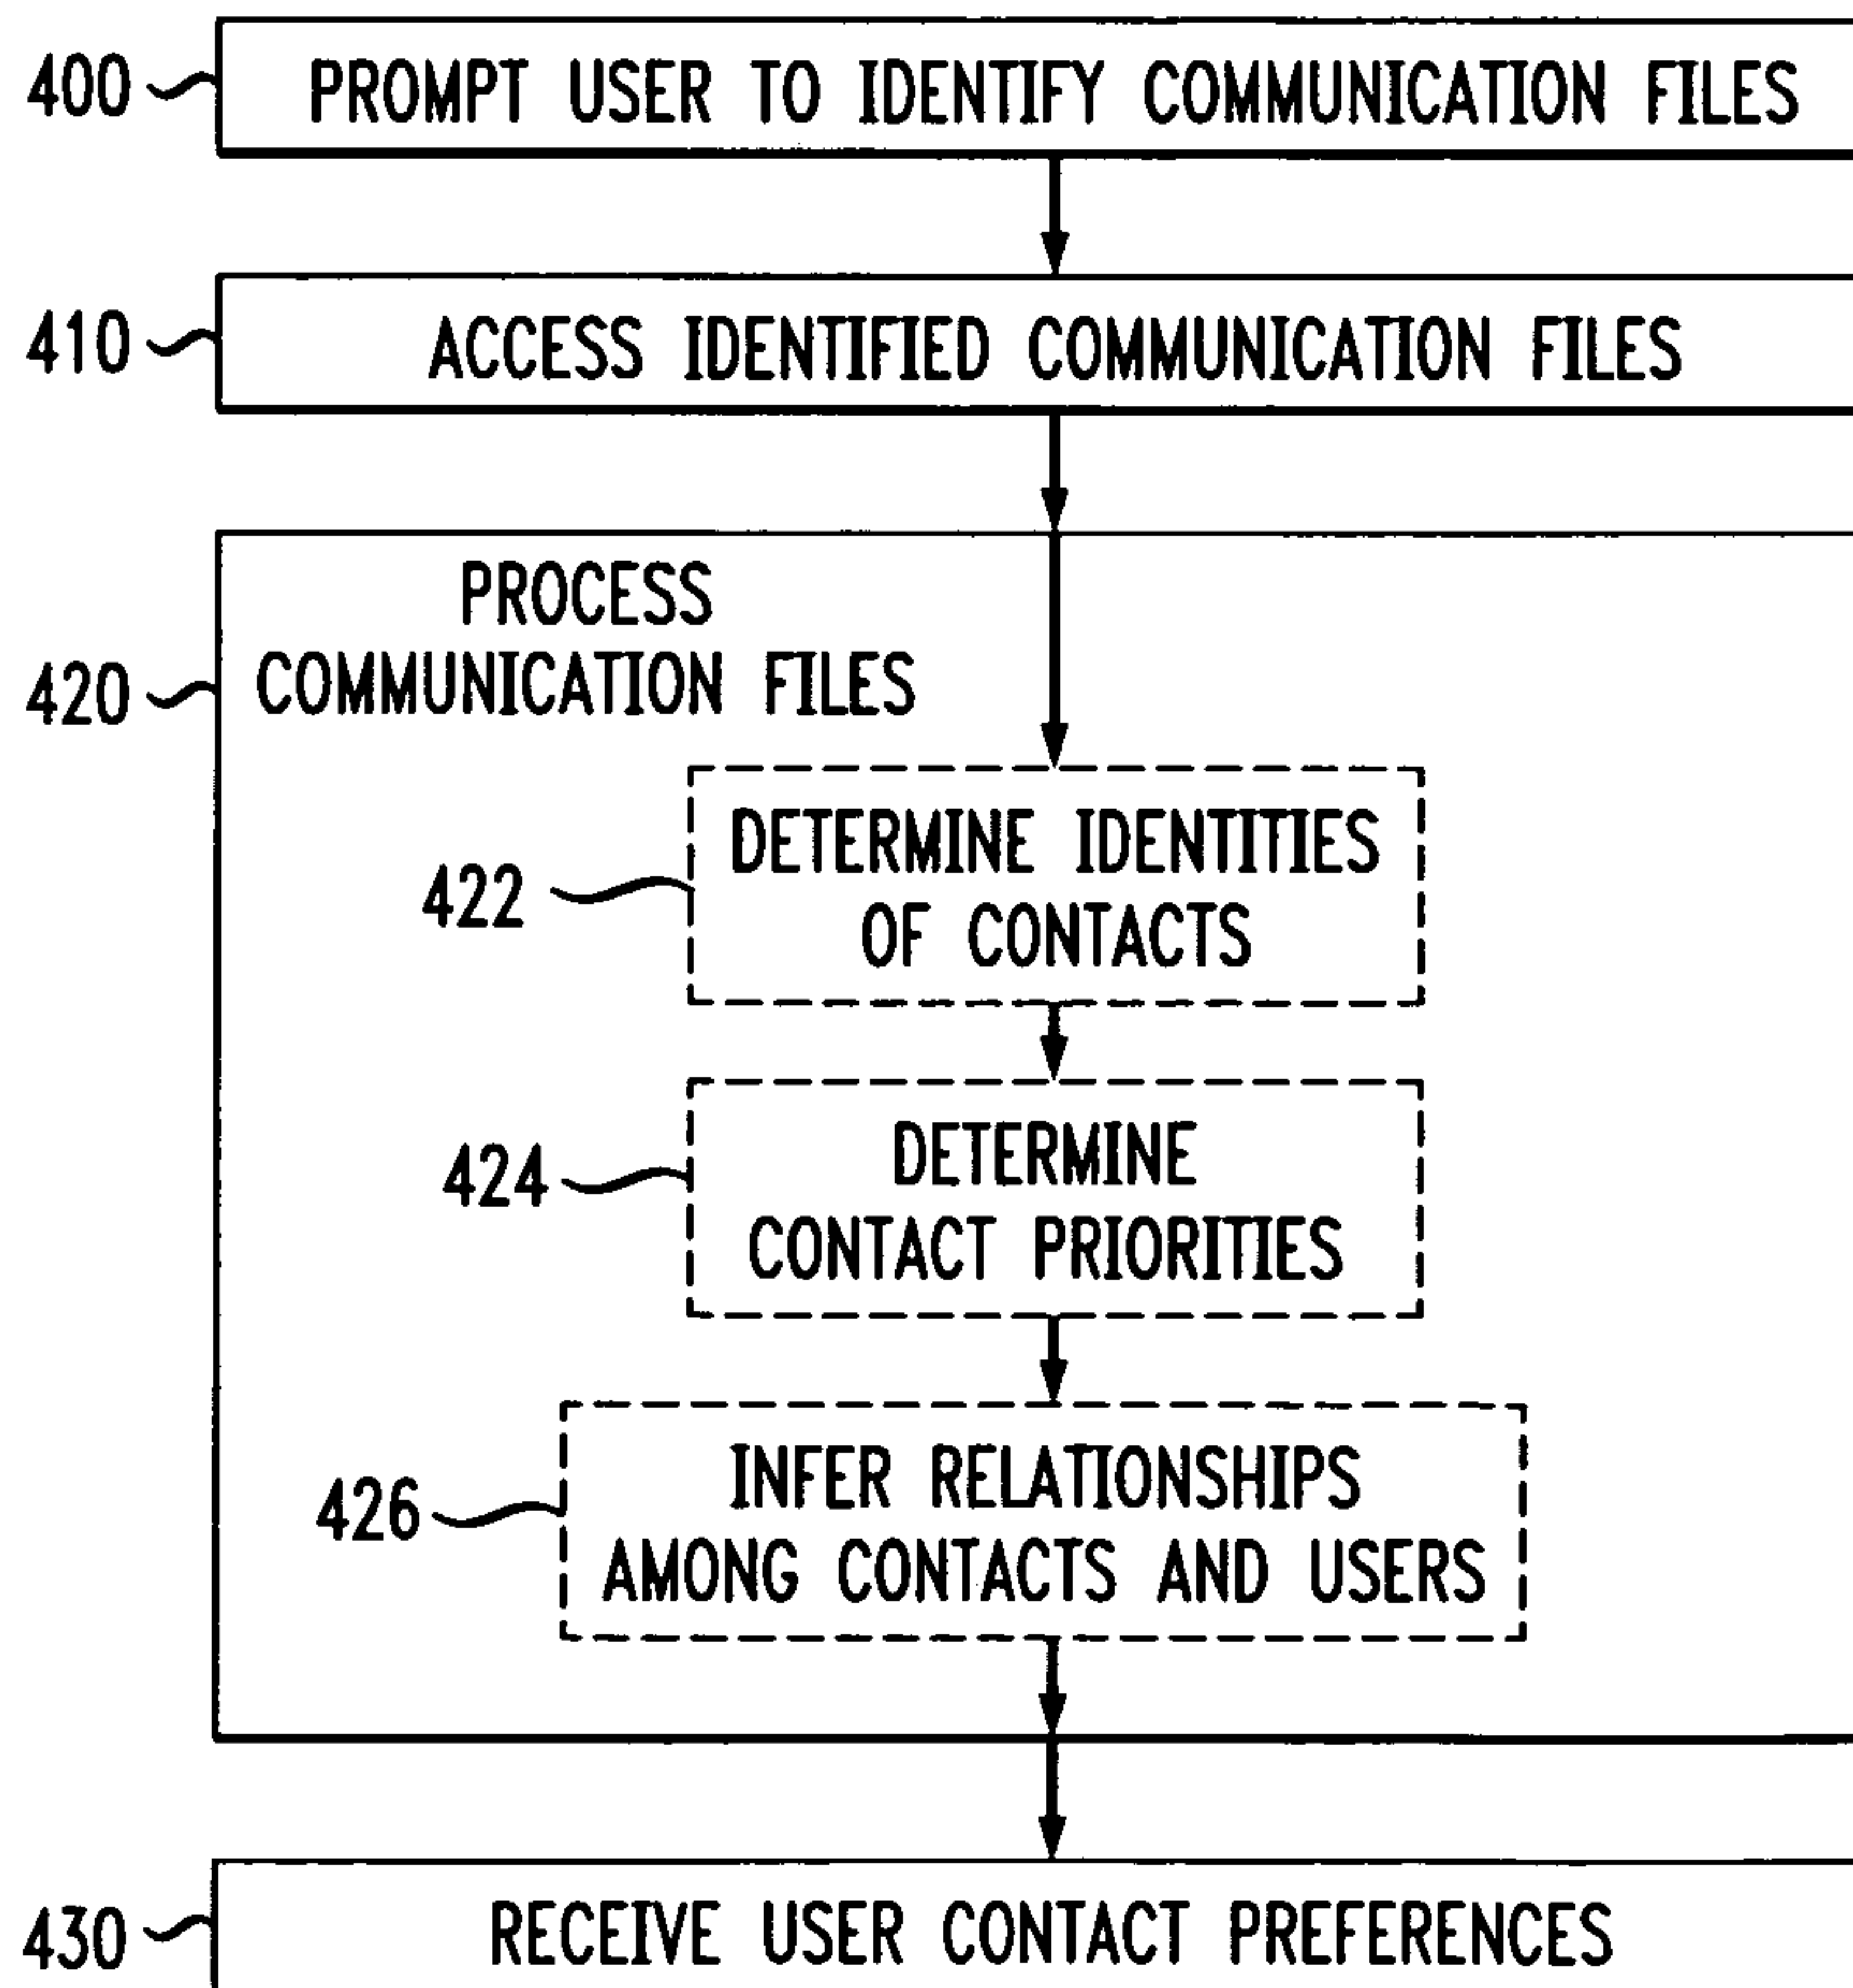 400 PROMPT USER TO IDENTIFY COMMUNICATION FILES
410 ACCESS IDENTIFIED COMMUNICATION FILES
PROCESS
420 COMMUNICATION FILES
DETERMINE IDENTITIES
422
OF CONTACTS
DETERMINE
424
CONTACT PRIORITIES
INFER RELATIONSHIPS
426
AMONG CONTACTS AND USERS
430 RECEIVE USER CONTACT PREFERENCES